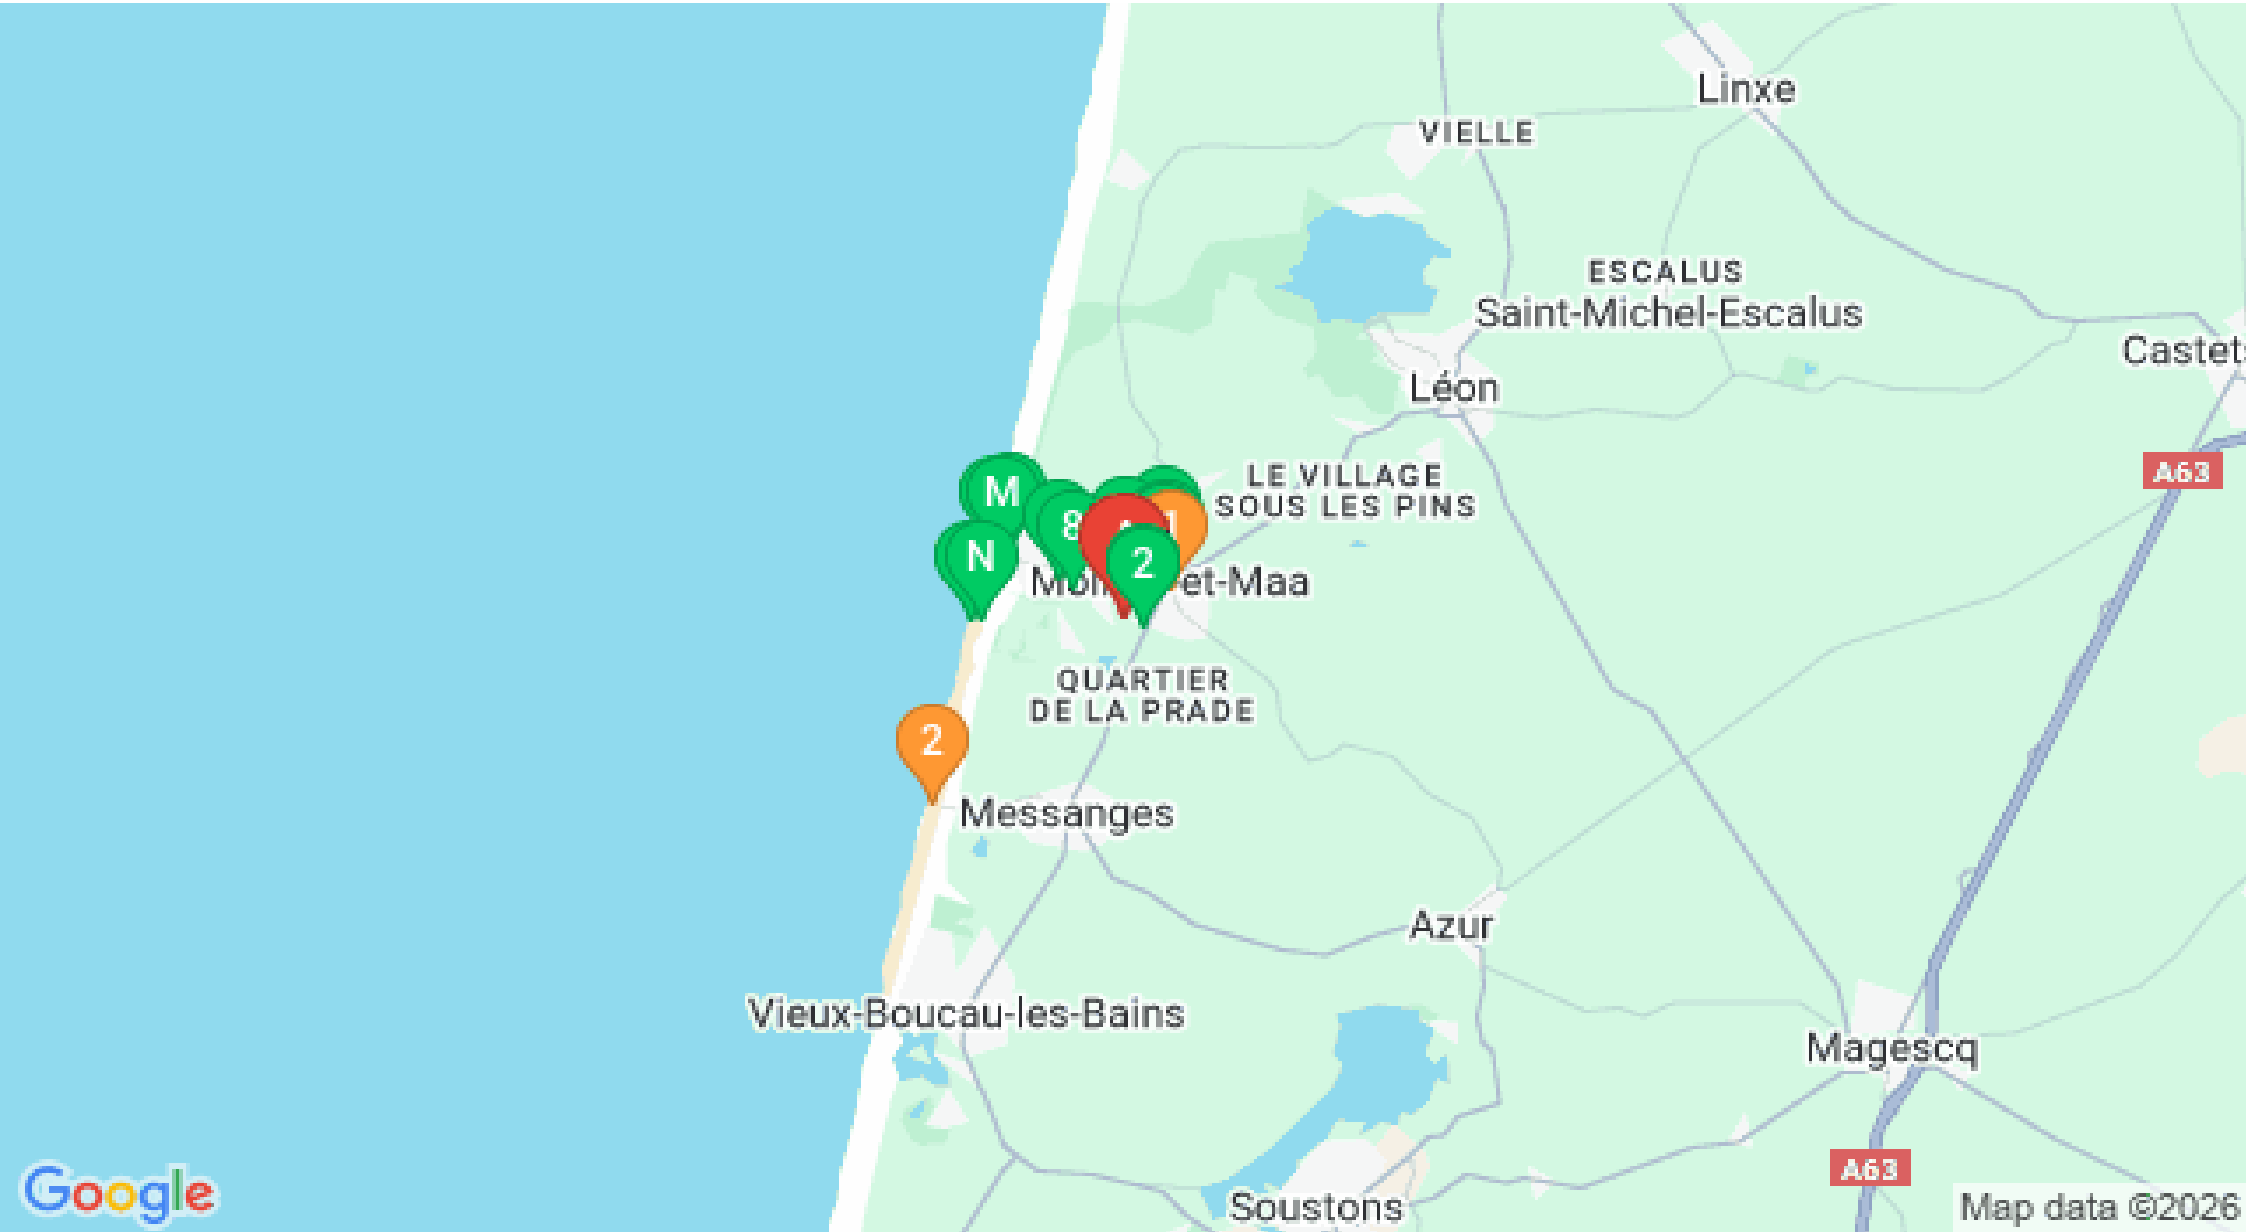 Linxe
VIELLE
ESCALUS
Saint-Michel-Escalus
Castets
Léon
A63
LE VILLAGE
SOUS LES PINS
M
8
1
N
2
et-Maa
QUARTIER
DE LA PRADE
2
Messanges
Azur
Vieux-Boucau-les-Bains
Magescq
A63
Google
Soustons
Map data ©2026